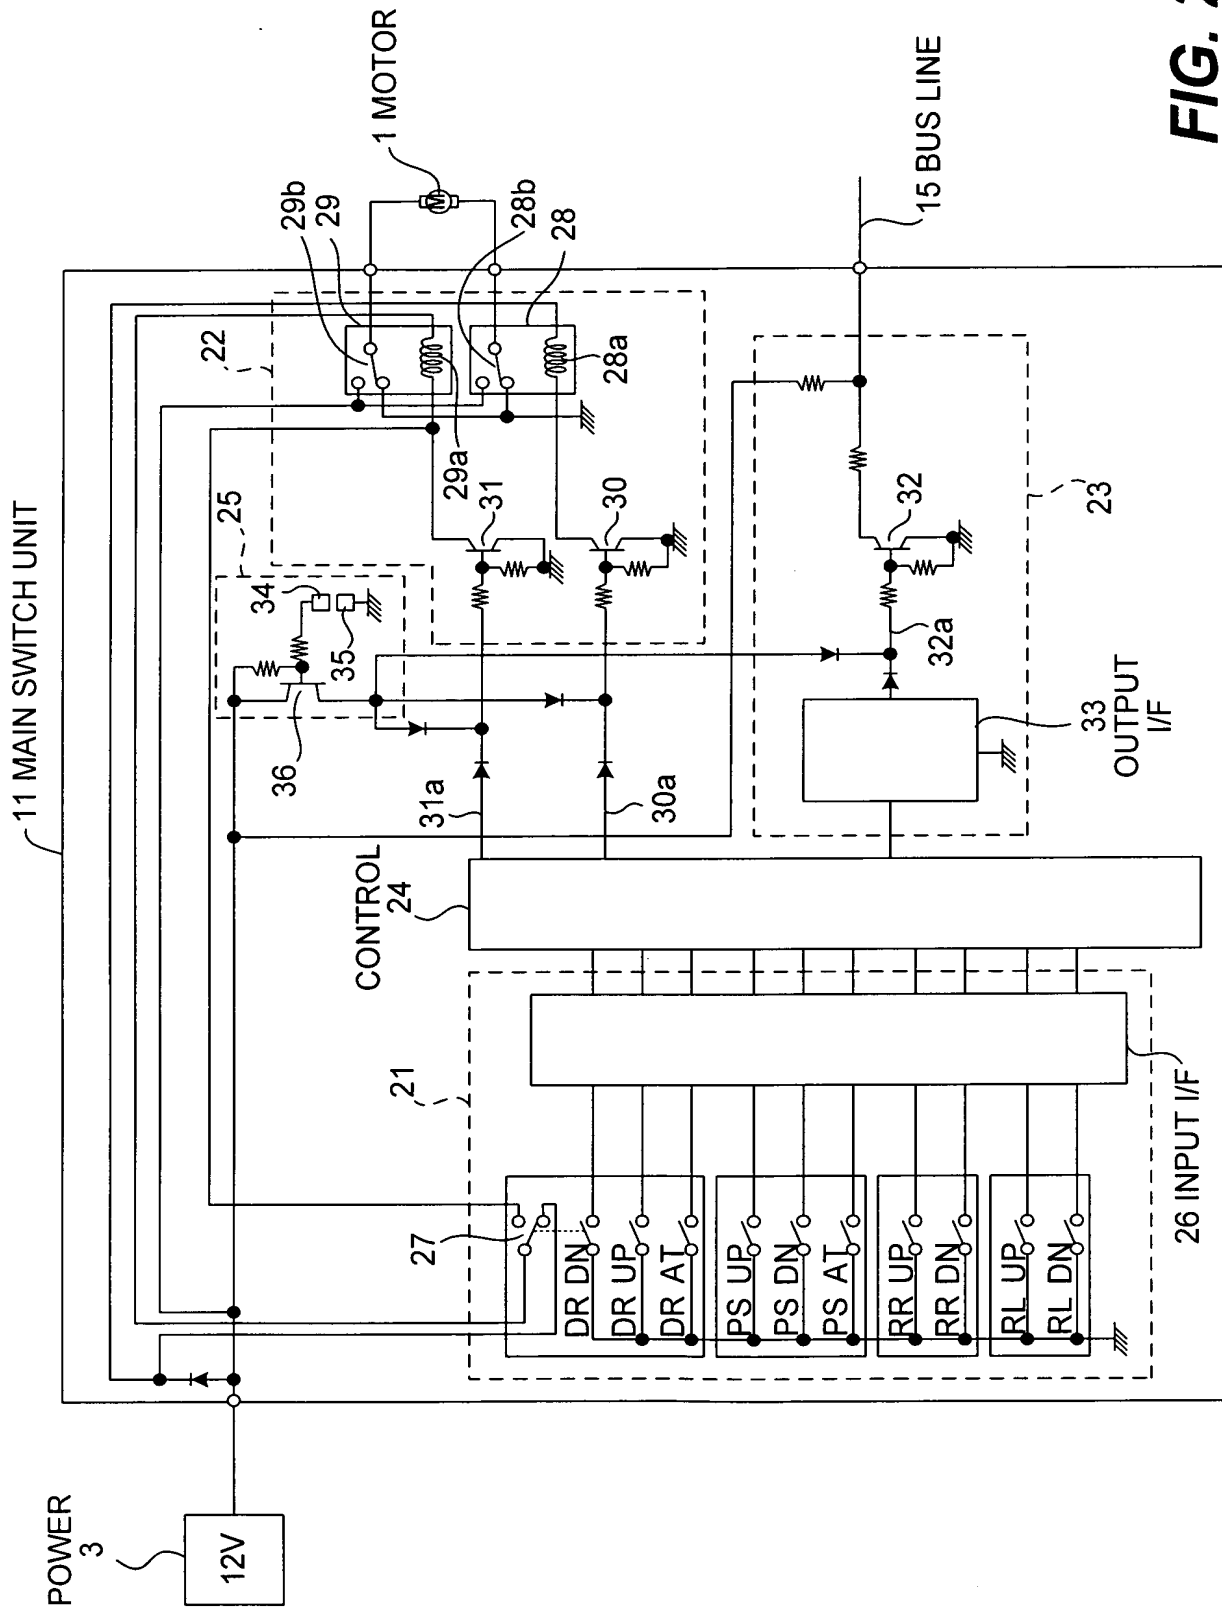 11 MAIN SWITCH UNIT
POWER
3
12V
CONTROL
24
25
34
35
36
22
29b
29
28b
28
29a
28a
31
30
1 MOTOR
15 BUS LINE
31a
30a
32
32a
23
33
OUTPUT
I/F
21
27
DR DN
DR UP
DR AT
PS UP
PS DN
PS AT
RR UP
RR DN
RL UP
RL DN
26 INPUT I/F
M
FIG. 2